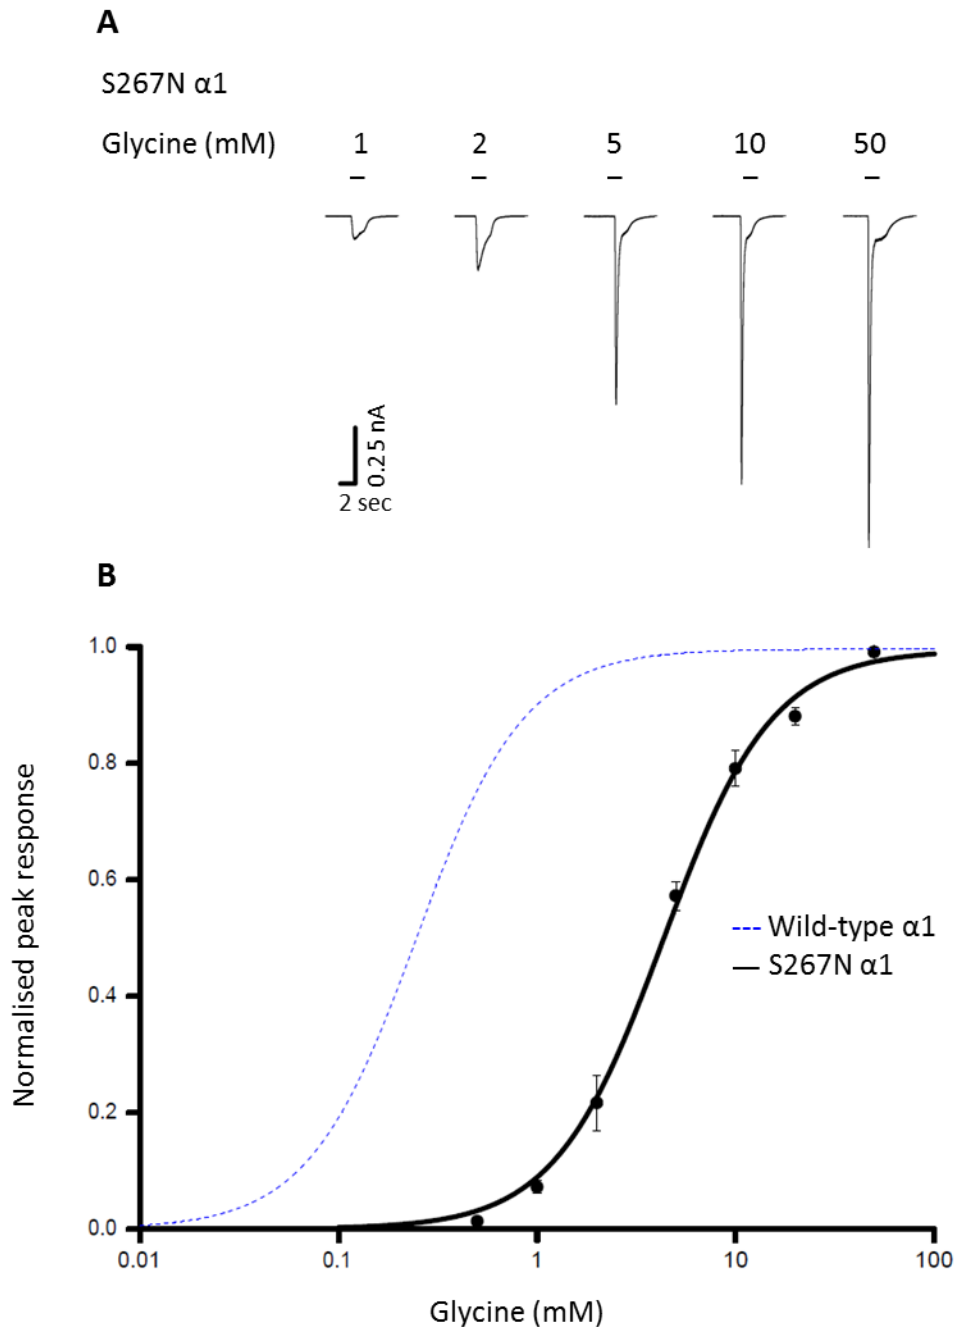 A
S267N α1
Glycine (mM) 1 2 5 10 50
0.25 nA
2 sec
B
1.0
0.8
0.6
0.4
0.2
0.0
Normalised peak response
Wild-type α1
S267N α1
0.01 0.1 1 10 100
Glycine (mM)